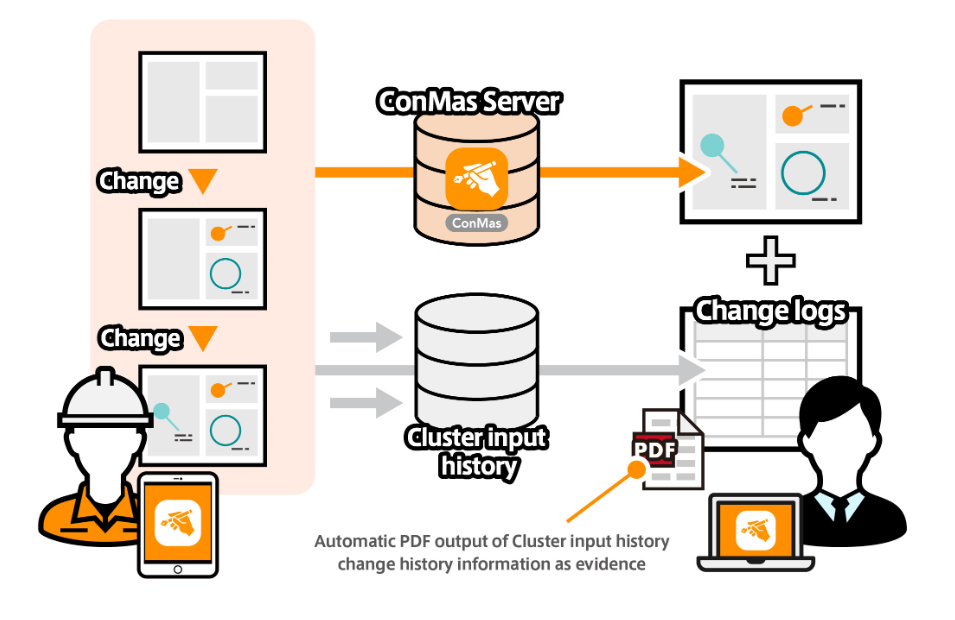 ConMas Server
Change
ConMas
Change
Change logs
Cluster input
history
PDF
Automatic PDF output of Cluster input history
change history information as evidence